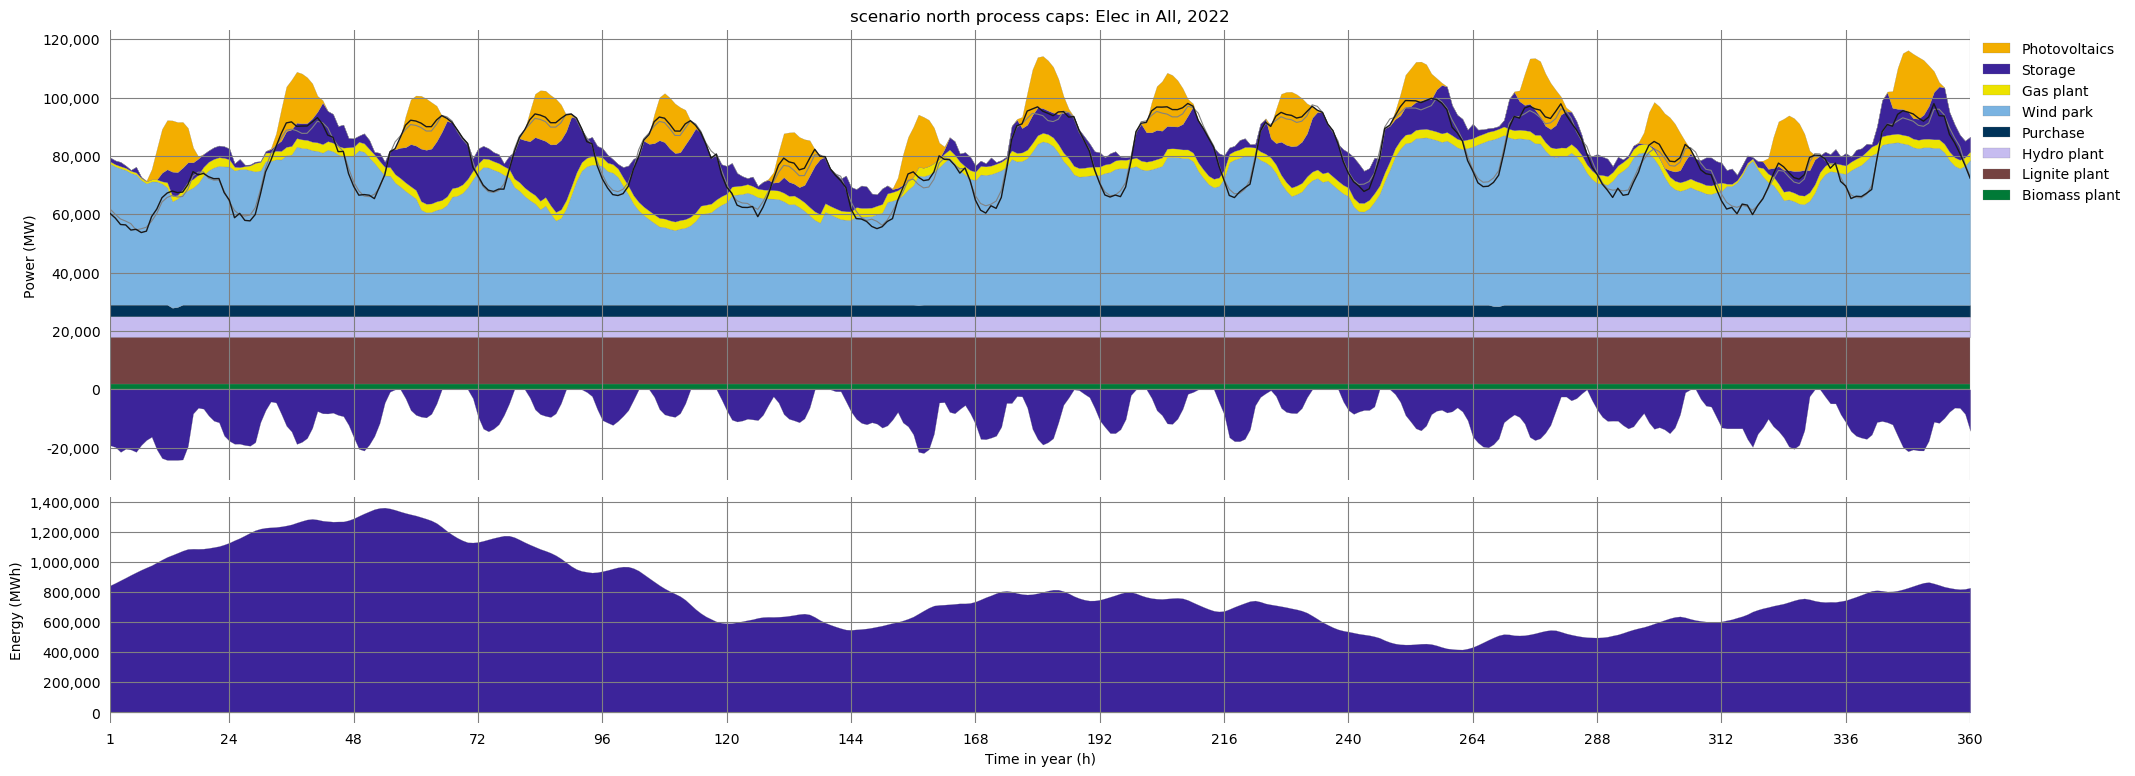 scenario north process caps: Elec in All, 2022
120,000
100,000
80,000
60,000
40,000
20,000
0
-20,000
Power (MW)
Photovoltaics
Storage
Gas plant
Wind park
Purchase
Hydro plant
Lignite plant
Biomass plant
1,400,000
1,200,000
1,000,000
800,000
600,000
400,000
200,000
0
Energy (MWh)
1 24 48 72 96 120 144 168 192 216 240 264 288 312 336 360
Time in year (h)